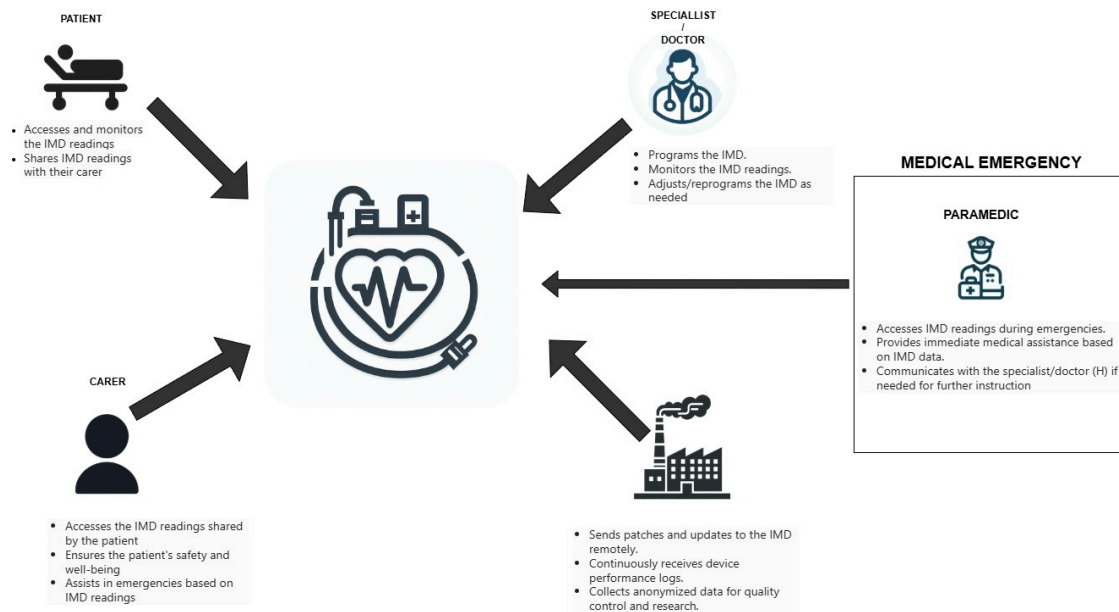 PATIENT
• Accesses and monitors
the IMD readings
• Shares IMD readings
with their carer
SPECIALLIST
/
DOCTOR
• Programs the IMD.
• Monitors the IMD readings.
• Adjusts/reprograms the IMD as
needed
MEDICAL EMERGENCY
PARAMEDIC
• Accesses IMD readings during emergencies.
• Provides immediate medical assistance based
on IMD data.
• Communicates with the specialist/doctor (H) if
needed for further instruction
CARER
• Accesses the IMD readings shared
by the patient
• Ensures the patient's safety and
well-being
• Assists in emergencies based on
IMD readings
• Sends patches and updates to the IMD
remotely.
• Continuously receives device
performance logs.
• Collects anonymized data for quality
control and research.